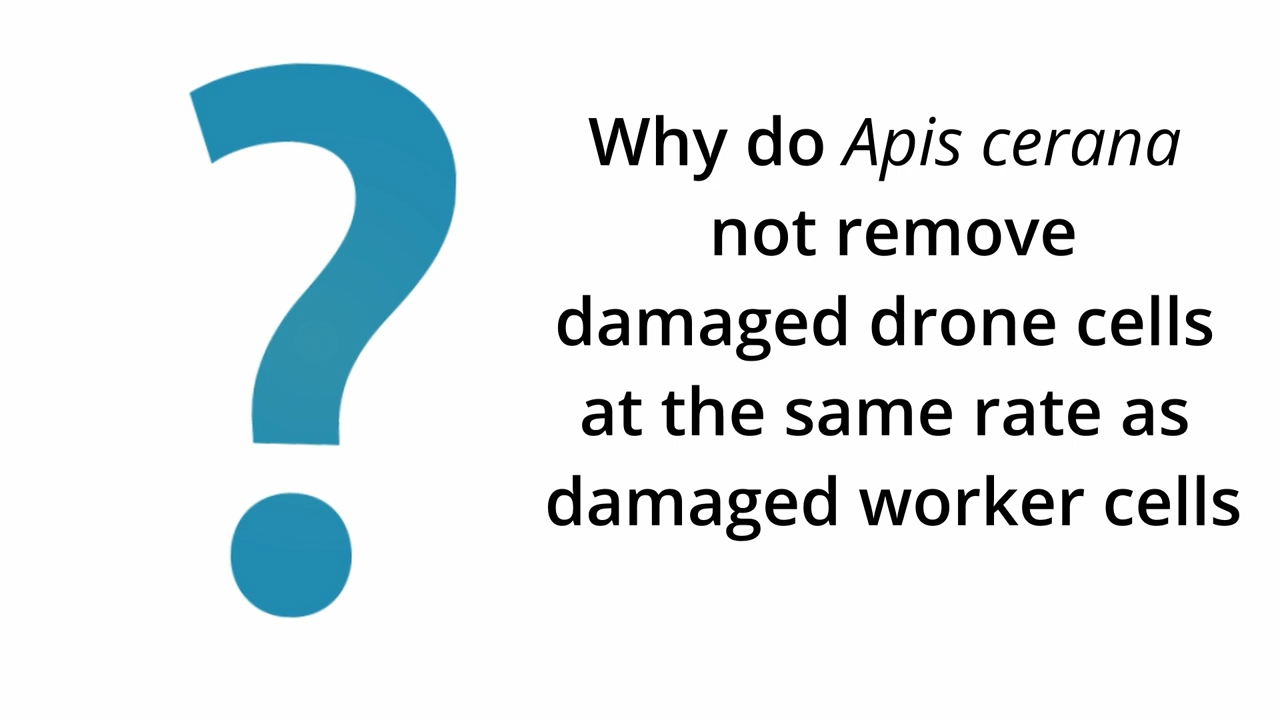 Why do Apis cerana
not remove
damaged drone cells
at the same rate as
damaged worker cells